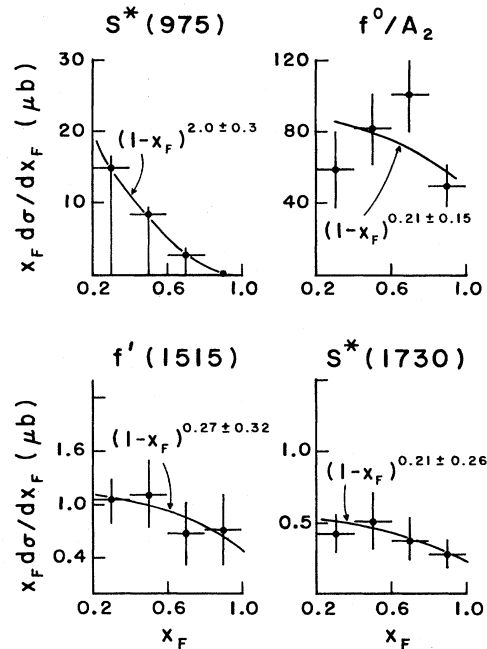 S*(975)
f⁰/A₂
x_F dσ/dx_F (μb)
30
20
10
(1-x_F)^2.0±0.3
0.2 0.6 1.0
120
80
40
(1-x_F)^0.21±0.15
0.2 0.6 1.0
f'(1515)
S*(1730)
x_F dσ/dx_F (μb)
1.6
1.0
0.4
(1-x_F)^0.27±0.32
0.2 0.6 1.0
x_F
1.0
0.5
(1-x_F)^0.21±0.26
0.2 0.6 1.0
x_F